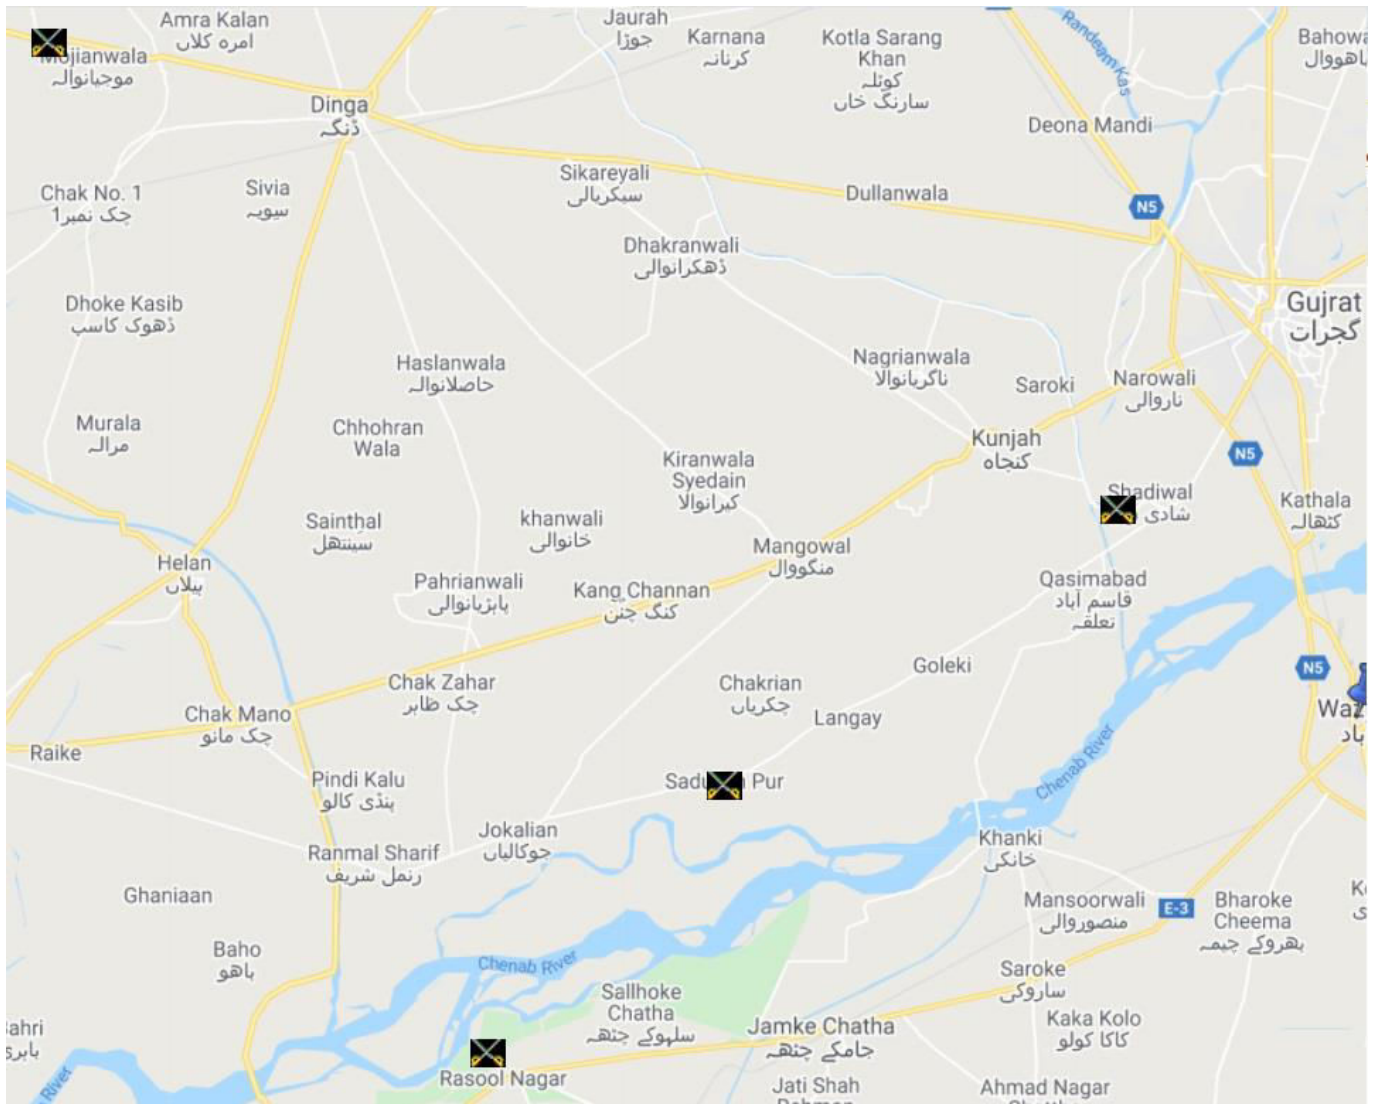 Amra Kalan
امرہ کلاں
Jaurah
جوڑا
Karnana
کرنانہ
Kotla Sarang
Khan
کوٹلہ
سارنگ خاں
Randeam Kas
Mojianwala
موجیانوالہ
Dinga
ڈنگہ
Deona Mandi
Chak No. 1
چک نمبر1
Sivia
سویہ
Sikareyali
سیکریالی
Dullanwala
N5
Dhakranwali
ڈھکرانوالی
Dhoke Kasib
ڈھوک کاسب
Gujrat
گجرات
Haslanwala
حاصلانوالہ
Nagrianwala
ناگریانوالا
Saroki
Narowali
ناروالی
Murala
مرالہ
Chhohran
Wala
Kunjah
کنجاہ
N5
Kiranwala
Syedain
کیرانوالا
Shadiwal
شادی
Kathala
کٹھالہ
Sainthal
سینتھل
khanwali
خانوالی
Mangowal
منگووال
Helan
ہیلاں
Pahrianwali
پاہڑیانوالی
Kang Channan
کنگ چنن
Qasimabad
قاسم آباد
تعلقہ
Goleki
N5
Chak Zahar
چک ظاہر
Chakrian
چکریاں
Langay
Chak Mano
چک مانو
Raike
Chenab River
Pindi Kalu
پنڈی کالو
Pur
Jokalian
جوکالیاں
Khanki
خانکی
Ranmal Sharif
رنمل شریف
Ghaniaan
Mansoorwali
منصوروالی
E-3
Bharoke
Cheema
بھروکے چیمہ
Baho
باھو
Chenab River
Saroke
ساروکی
Sallhoke
Chatha
سلہوکے چٹھہ
Jamke Chatha
جامکے چٹھہ
Kaka Kolo
کاکا کولو
Rasool Nagar
Jati Shah
Ahmad Nagar
River